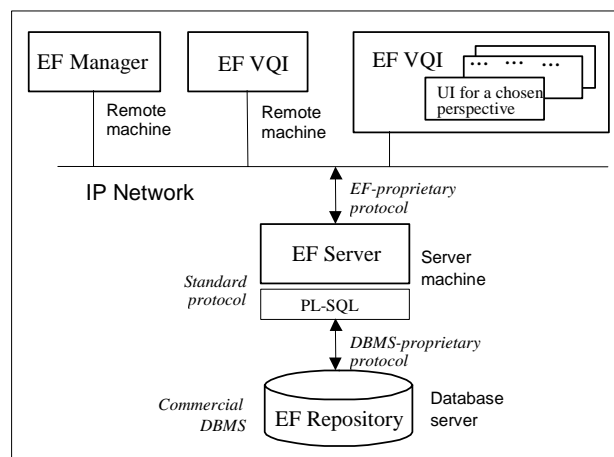 EF Manager
EF VQI
EF VQI
... ... ...
UI for a chosen
perspective
Remote
machine
Remote
machine
IP Network
EF-proprietary
protocol
EF Server
Server
machine
Standard
protocol
PL-SQL
DBMS-proprietary
protocol
Commercial
DBMS
EF Repository
Database
server